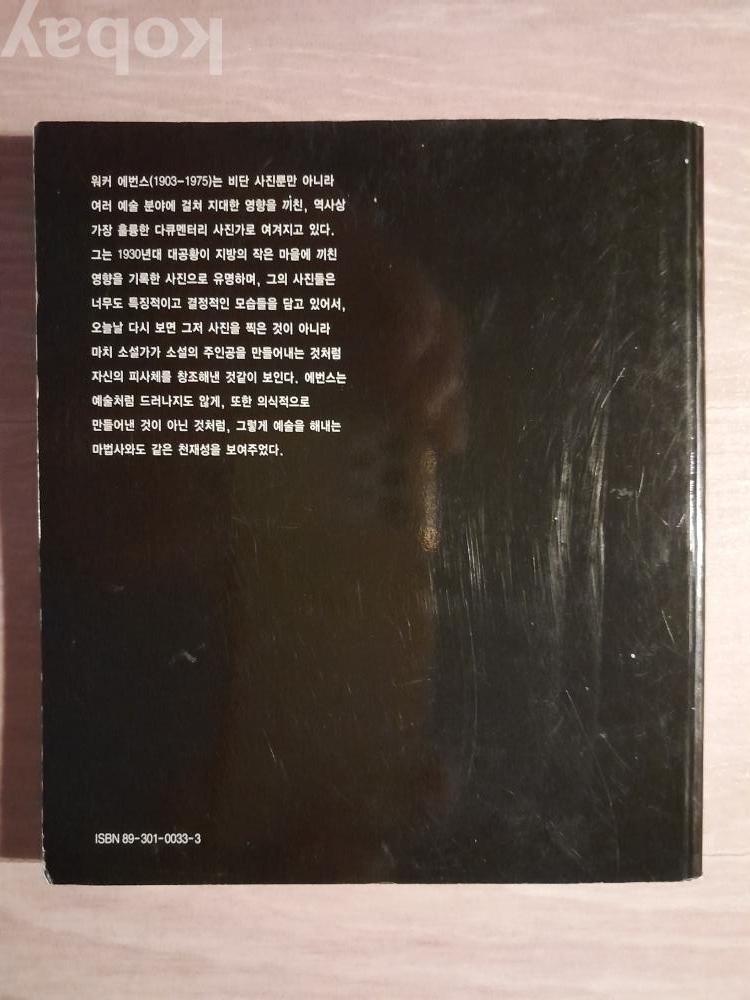 kobay
워커 에번스(1903-1975)는 비단 사진뿐만 아니라
여러 예술 분야에 걸쳐 지대한 영향을 끼친, 역사상
가장 훌륭한 다큐멘터리 사진가로 여겨지고 있다.
그는 1930년대 대공황이 지방의 작은 마을에 끼친
영향을 기록한 사진으로 유명하며, 그의 사진들은
너무도 특징적이고 결정적인 모습들을 담고 있어서,
오늘날 다시 보면 그저 사진을 찍은 것이 아니라
마치 소설가가 소설의 주인공을 만들어내는 것처럼
자신의 피사체를 창조해낸 것같이 보인다. 에번스는
예술처럼 드러나지도 않게, 또한 의식적으로
만들어낸 것이 아닌 것처럼, 그렇게 예술을 해내는
마법사와도 같은 천재성을 보여주었다.
ISBN 89-301-0033-3